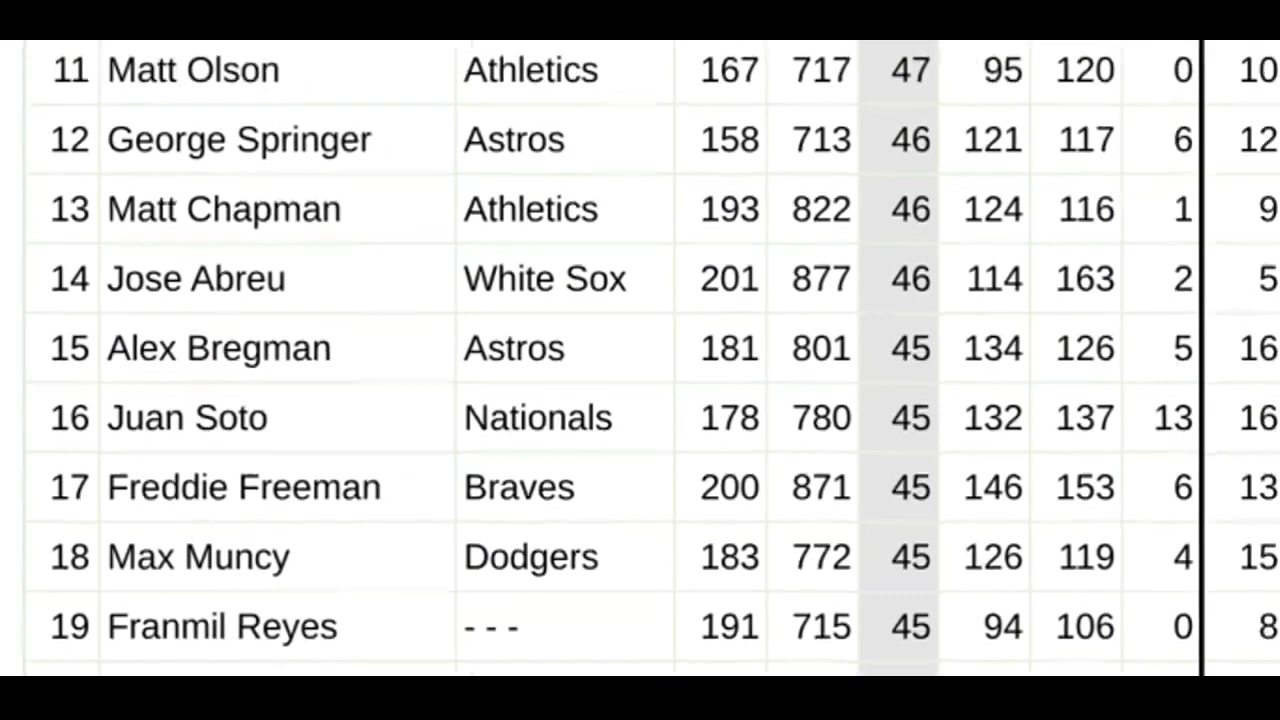 11 Matt Olson Athletics 167 717 47 95 120 0 10
12 George Springer Astros 158 713 46 121 117 6 12
13 Matt Chapman Athletics 193 822 46 124 116 1 9
14 Jose Abreu White Sox 201 877 46 114 163 2 5
15 Alex Bregman Astros 181 801 45 134 126 5 16
16 Juan Soto Nationals 178 780 45 132 137 13 16
17 Freddie Freeman Braves 200 871 45 146 153 6 13
18 Max Muncy Dodgers 183 772 45 126 119 4 15
19 Franmil Reyes - - - 191 715 45 94 106 0 8